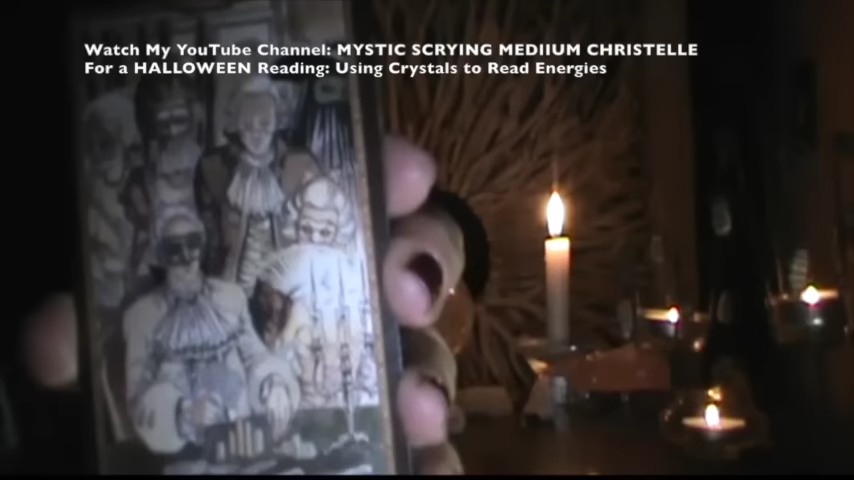 Watch My YouTube Channel: MYSTIC SCRYING MEDIIUM CHRISTELLE
For a HALLOWEEN Reading: Using Crystals to Read Energies